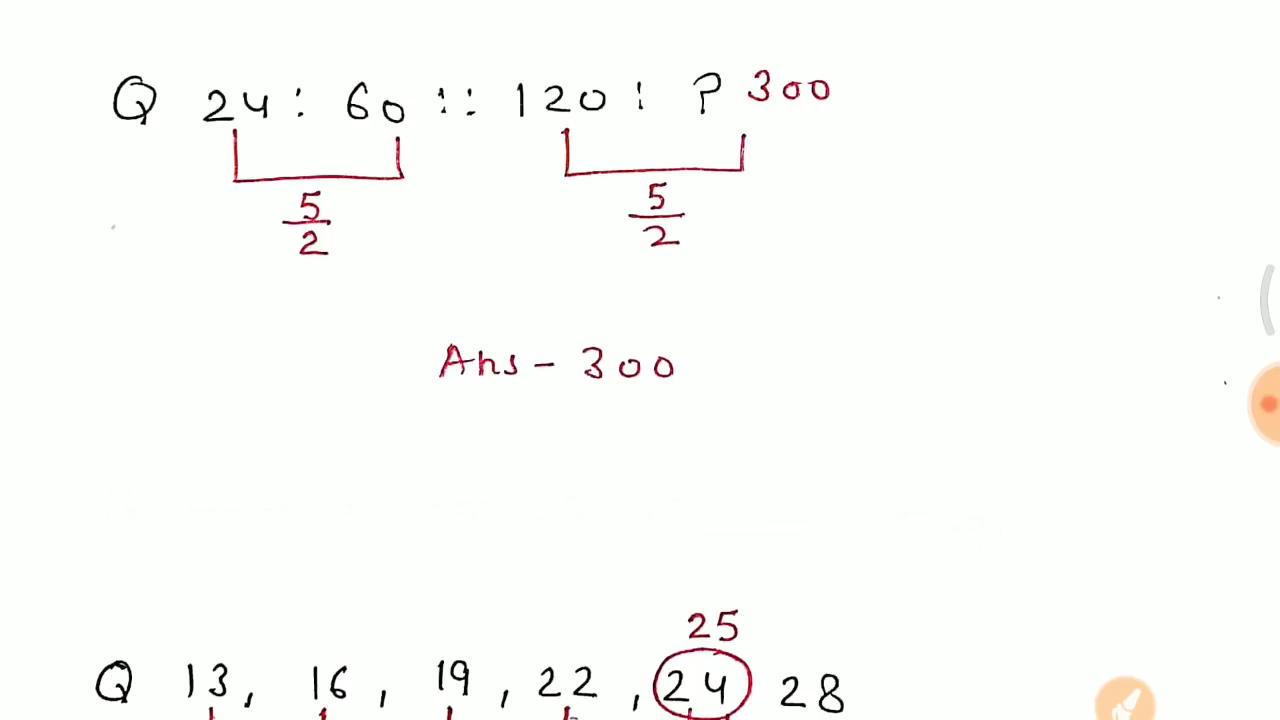 Q 24 : 60 :: 120 : ? 300
5/2 5/2
Ans - 300
25
Q 13, 16, 19, 22, 24 28